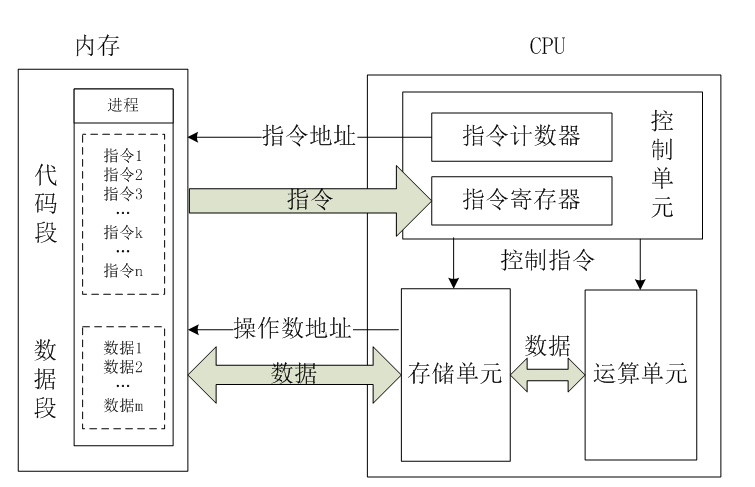 内存
CPU
进程
代码段
指令1
指令2
指令3
...
指令k
...
指令n
数据段
数据1
数据2
...
数据m
指令地址
指令
操作数地址
数据
指令计数器
指令寄存器
控制单元
控制指令
存储单元
数据
运算单元